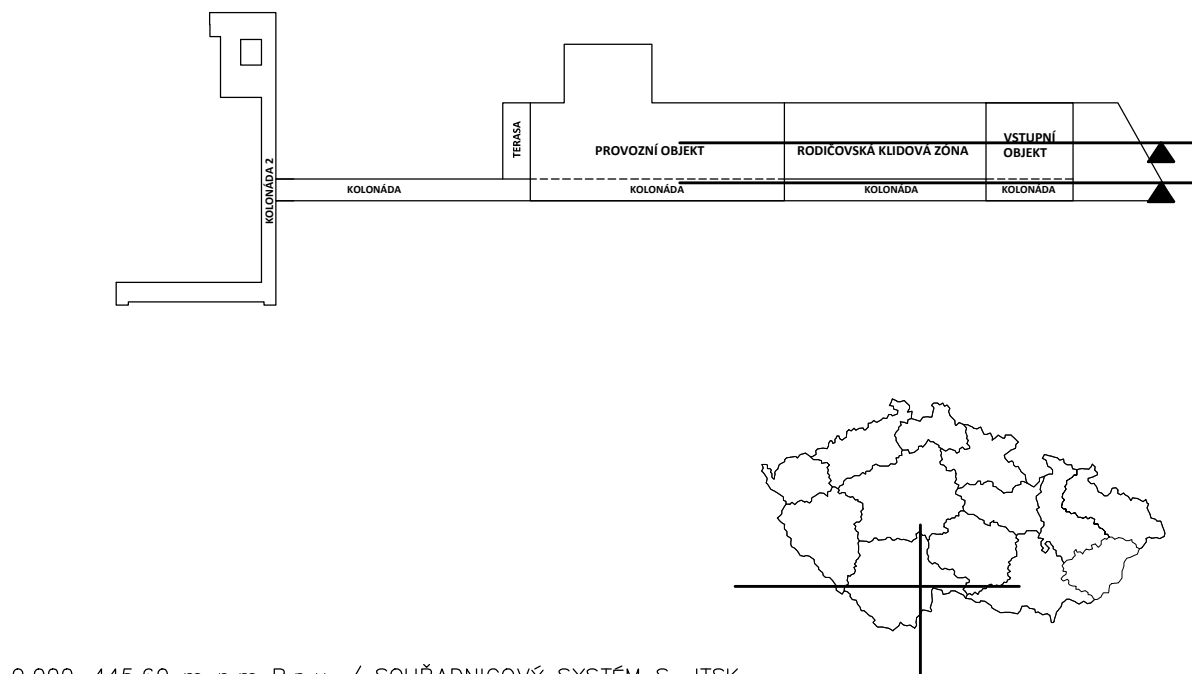 TERASA
PROVOZNÍ OBJEKT
RODIČOVSKÁ KLIDOVÁ ZÓNA
VSTUPNÍ
OBJEKT
KOLONÁDA 2
KOLONÁDA
KOLONÁDA
KOLONÁDA
KOLONÁDA
SOUŘADNICOVÝ SYSTÉM S-JTSK